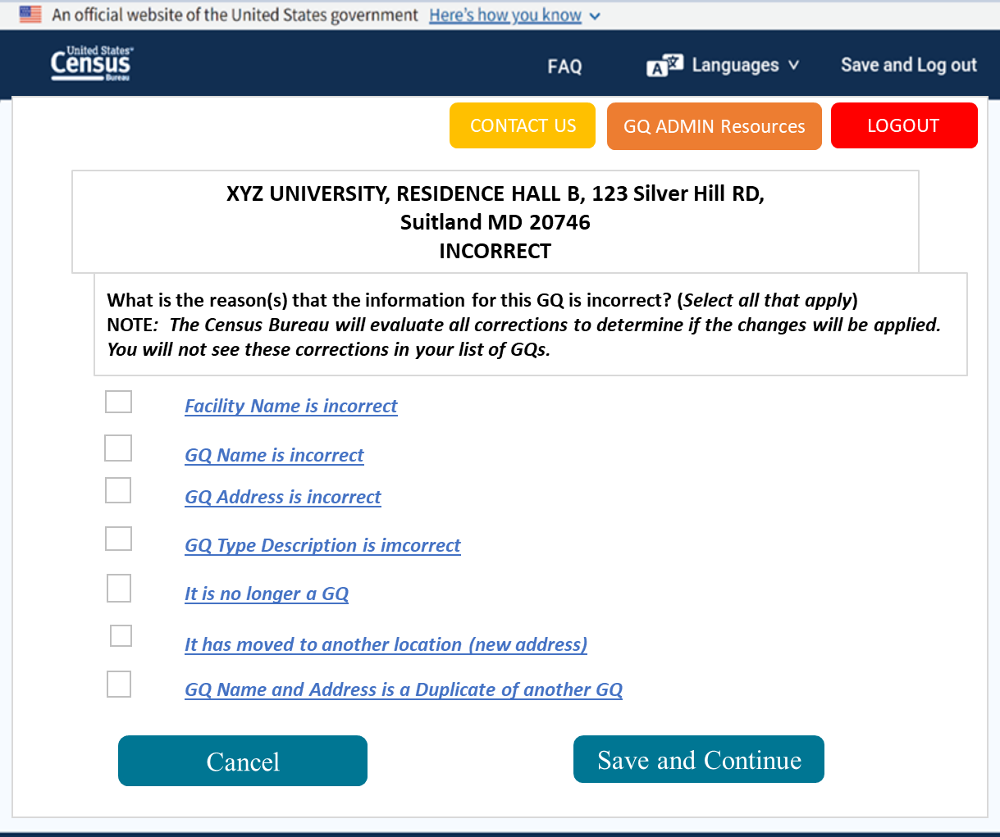 An official website of the United States government Here's how you know
United States®
Census
Bureau
FAQ
A 文 Languages
Save and Log out
CONTACT US
GQ ADMIN Resources
LOGOUT
XYZ UNIVERSITY, RESIDENCE HALL B, 123 Silver Hill RD,
Suitland MD 20746
INCORRECT
What is the reason(s) that the information for this GQ is incorrect? (Select all that apply)
NOTE: The Census Bureau will evaluate all corrections to determine if the changes will be applied.
You will not see these corrections in your list of GQs.
Facility Name is incorrect
GQ Name is incorrect
GQ Address is incorrect
GQ Type Description is imcorrect
It is no longer a GQ
It has moved to another location (new address)
GQ Name and Address is a Duplicate of another GQ
Cancel
Save and Continue